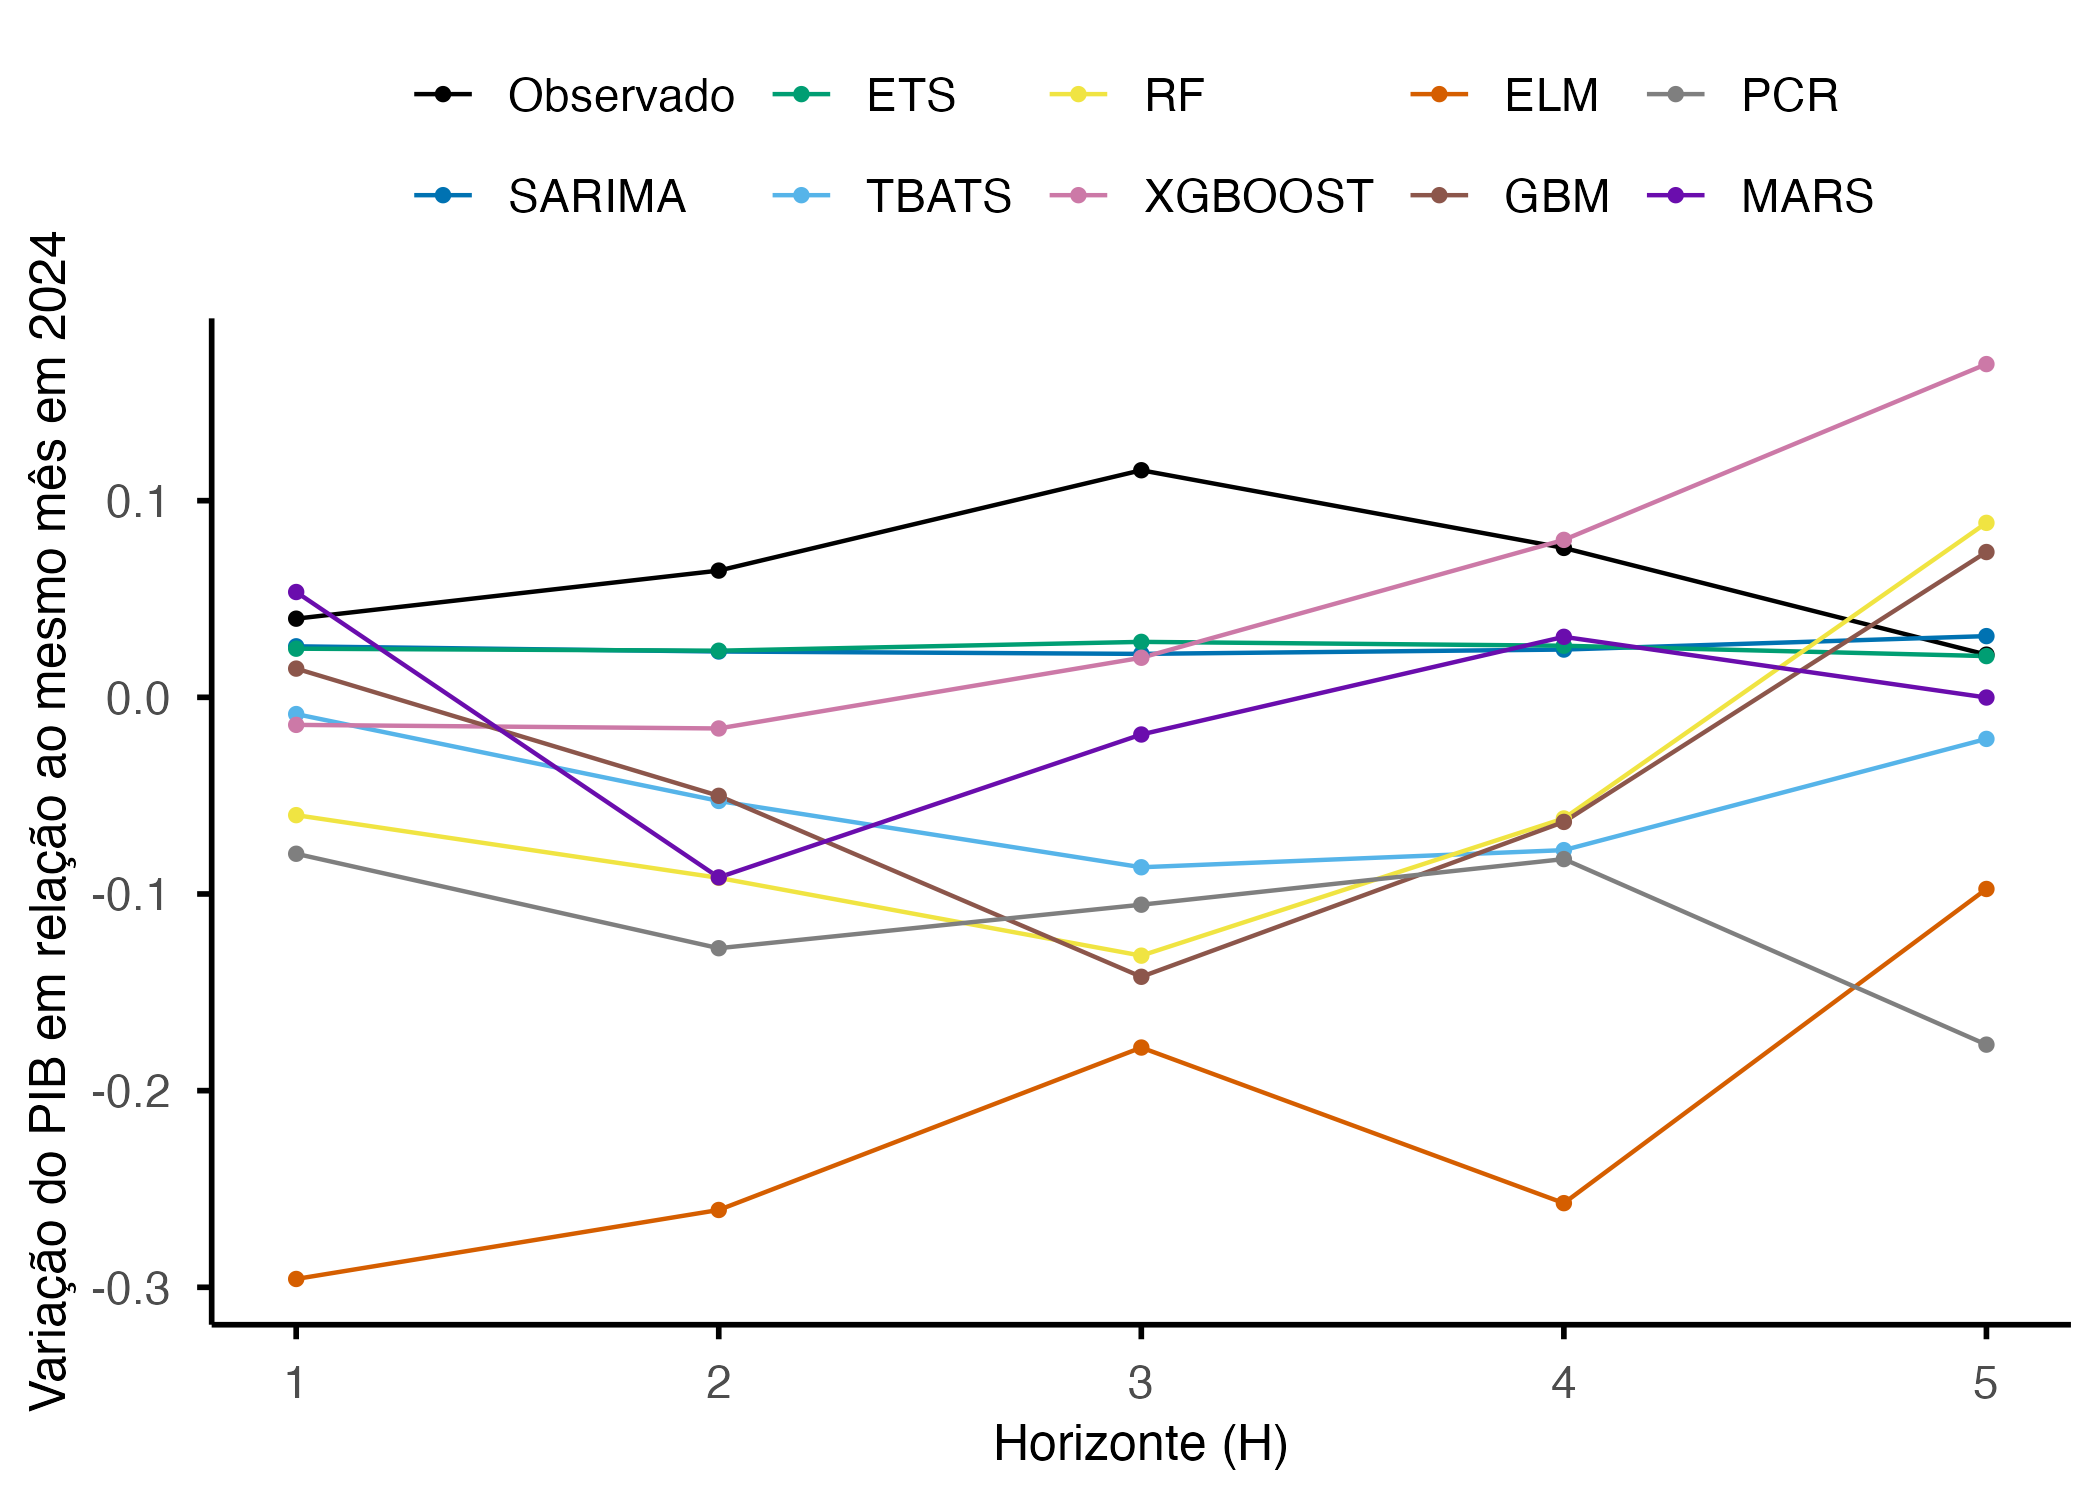 Observado ETS RF ELM PCR
SARIMA TBATS XGBOOST GBM MARS
Variação do PIB em relação ao mesmo mês em 2024
0.1
0.0
-0.1
-0.2
-0.3
1 2 3 4 5
Horizonte (H)